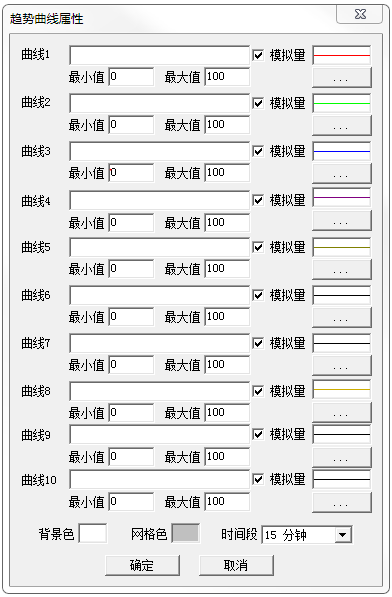 趋势曲线属性
曲线1 模拟量
最小值 0 最大值 100 ...
曲线2 模拟量
最小值 0 最大值 100 ...
曲线3 模拟量
最小值 0 最大值 100 ...
曲线4 模拟量
最小值 0 最大值 100 ...
曲线5 模拟量
最小值 0 最大值 100 ...
曲线6 模拟量
最小值 0 最大值 100 ...
曲线7 模拟量
最小值 0 最大值 100 ...
曲线8 模拟量
最小值 0 最大值 100 ...
曲线9 模拟量
最小值 0 最大值 100 ...
曲线10 模拟量
最小值 0 最大值 100 ...
背景色 网格色 时间段 15 分钟
确定 取消